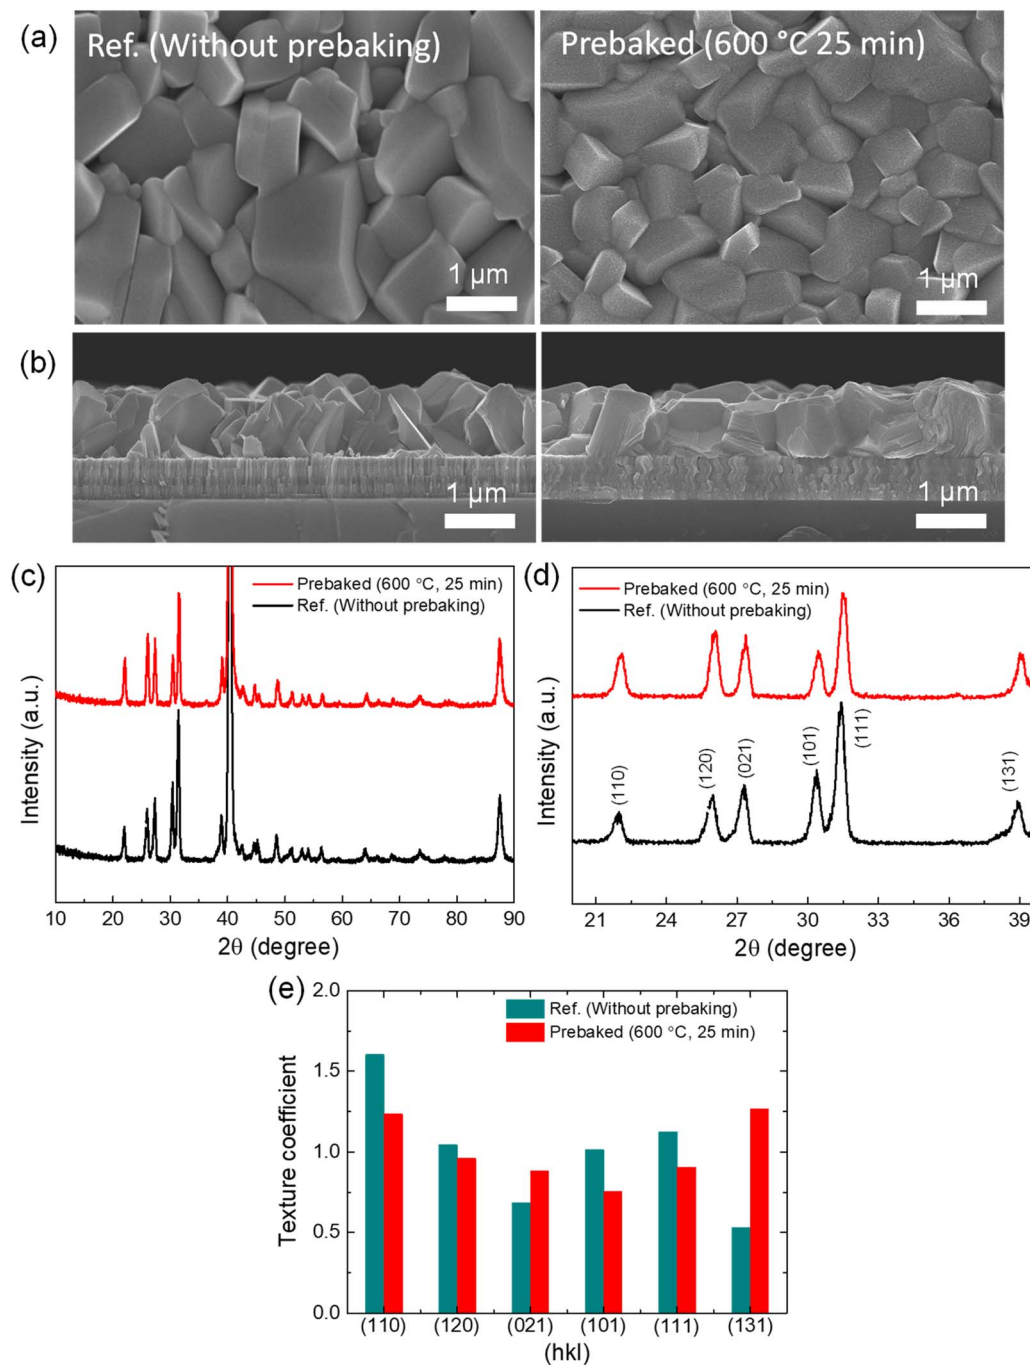 (a)
Ref. (Without prebaking)
1 µm
Prebaked (600 °C 25 min)
1 µm
(b)
1 µm
1 µm
(c)
Prebaked (600 °C, 25 min)
Ref. (Without prebaking)
Intensity (a.u.)
10 20 30 40 50 60 70 80 90
2θ (degree)
(d)
Prebaked (600 °C, 25 min)
Ref. (Without prebaking)
Intensity (a.u.)
(110)
(120)
(021)
(101)
(111)
(131)
21 24 27 30 33 36 39
2θ (degree)
(e)
Ref. (Without prebaking)
Prebaked (600 °C, 25 min)
Texture coefficient
2.0
1.5
1.0
0.5
0.0
(110) (120) (021) (101) (111) (131)
(hkl)